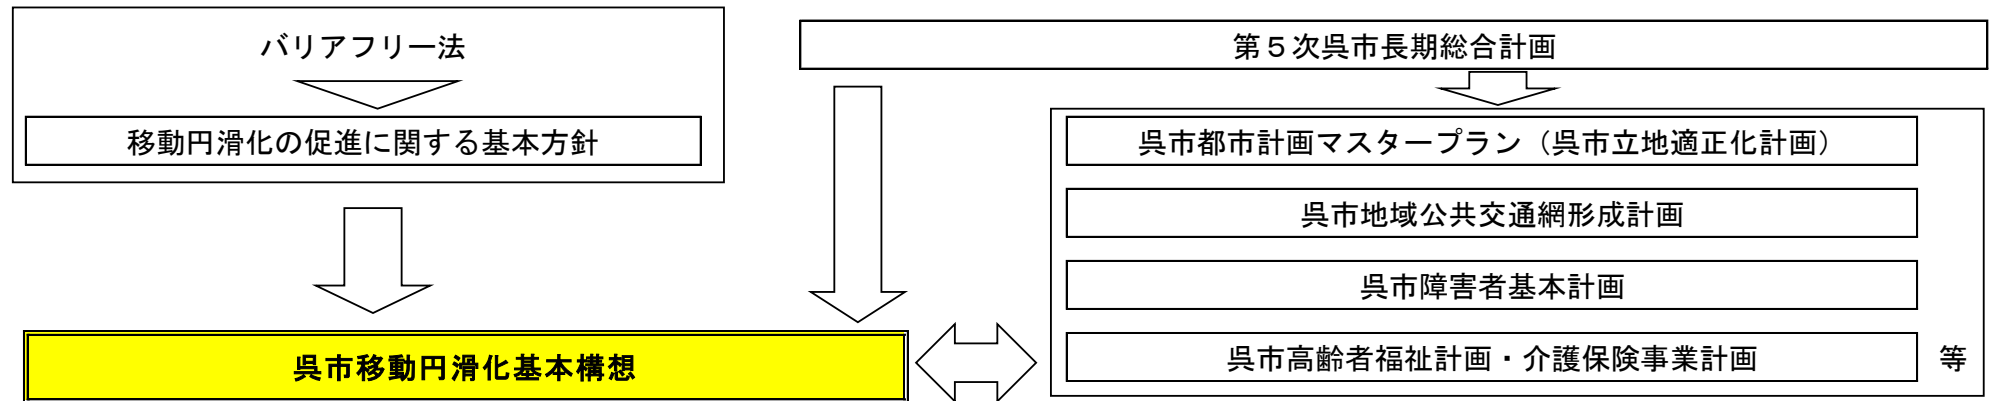 バリアフリー法
移動円滑化の促進に関する基本方針
第５次呉市長期総合計画
呉市都市計画マスタープラン（呉市立地適正化計画）
呉市地域公共交通網形成計画
呉市障害者基本計画
呉市高齢者福祉計画・介護保険事業計画
等
呉市移動円滑化基本構想